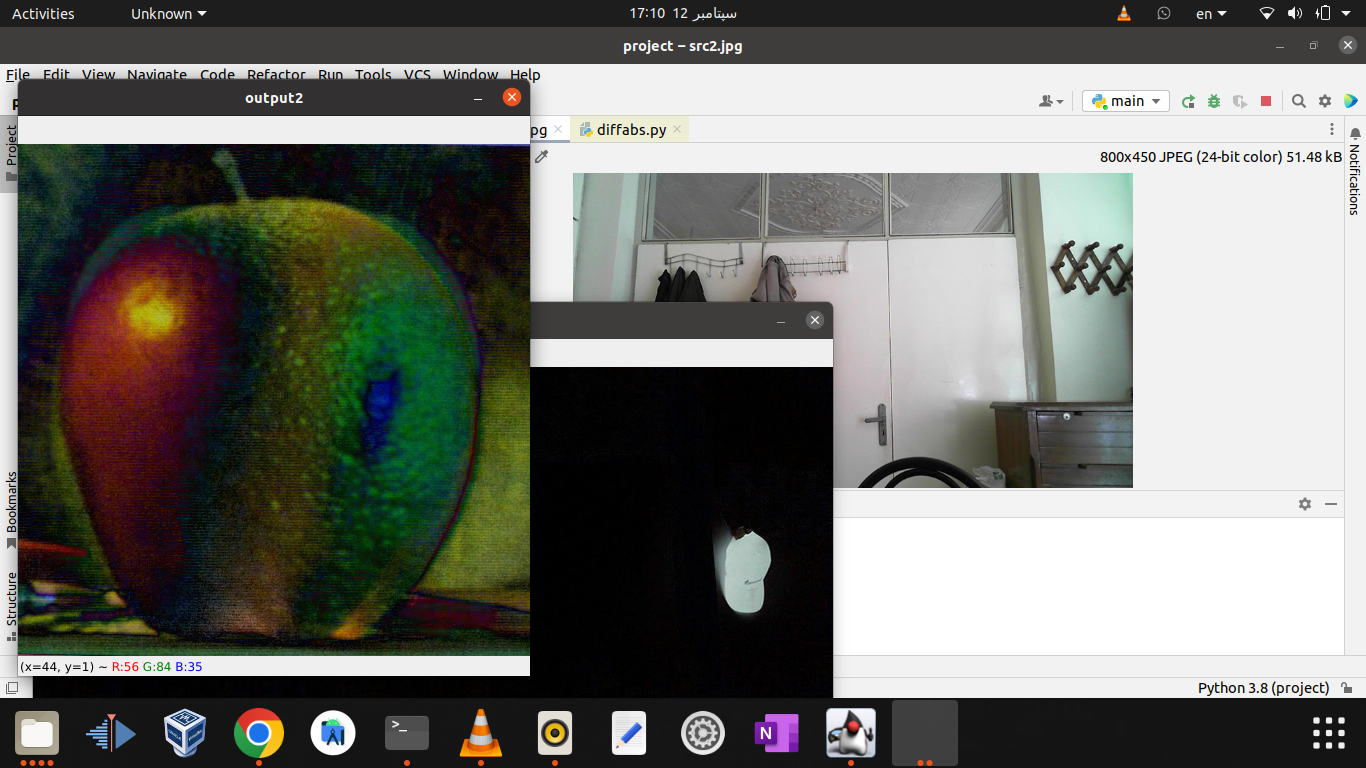 Activities
Unknown
17:10 12 سپتامبر
en
project – src2.jpg
File Edit View Navigate Code Refactor Run Tools VCS Window Help
output2
main
pg
diffabs.py
800x450 JPEG (24-bit color) 51.48 kB
Project
Bookmarks
Structure
Notifications
(x=44, y=1) ~ R:56 G:84 B:35
Python 3.8 (project)
>_
N